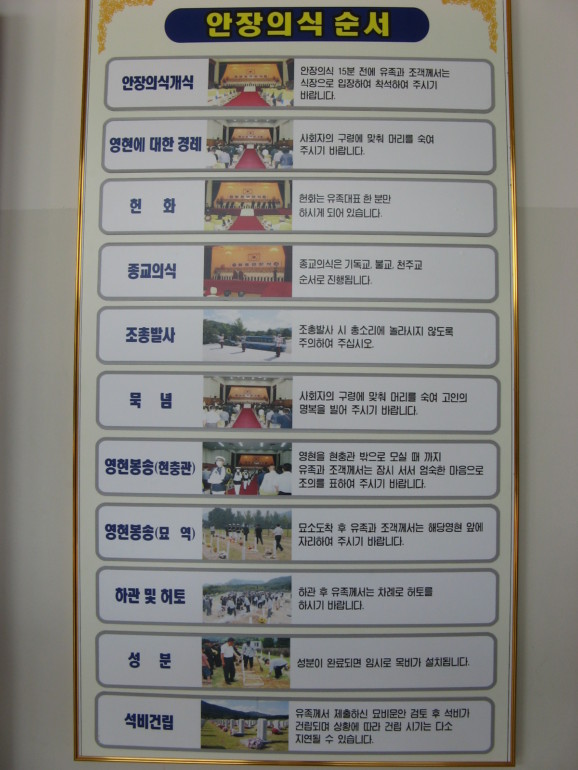 안장의식 순서
안장의식개식
안장의식 15분 전에 유족과 조객께서는
식장으로 입장하여 착석하여 주시기
바랍니다.
영현에 대한 경례
사회자의 구령에 맞춰 머리를 숙여
주시기 바랍니다.
헌 화
헌화는 유족대표 한 분만
하시게 되어 있습니다.
종교의식
종교의식은 기독교, 불교, 천주교
순서로 진행됩니다.
조총발사
조총발사 시 총소리에 놀라시지 않도록
주의하여 주십시오.
묵 념
사회자의 구령에 맞춰 머리를 숙여 고인의
명복을 빌어 주시기 바랍니다.
영현봉송(현충관)
영현을 현충관 밖으로 모실 때 까지
유족과 조객께서는 잠시 서서 엄숙한 마음으로
조의를 표하여 주시기 바랍니다.
영현봉송(묘 역)
묘소도착 후 유족과 조객께서는 해당영현 앞에
자리하여 주시기 바랍니다.
하관 및 허토
하관 후 유족께서는 차례로 허토를
하시기 바랍니다.
성 분
성분이 완료되면 임시로 목비가 설치됩니다.
석비건립
유족께서 제출하신 묘비문안 검토 후 석비가
건립되며 상황에 따라 건립 시기는 다소
지연될 수 있습니다.